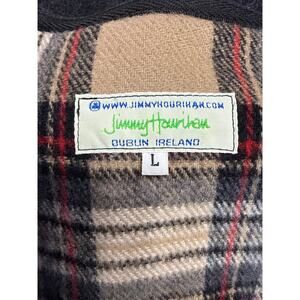 WWW.JIMMYHOURIHAN.COM
Jimmy Hourihan
DUBLIN IRELAND
L